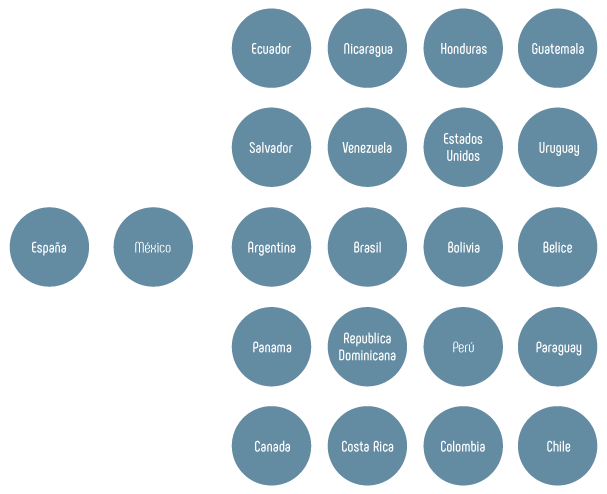 Ecuador
Nicaragua
Honduras
Guatemala
Salvador
Venezuela
Estados
Unidos
Uruguay
España
México
Argentina
Brasil
Bolivia
Belice
Panama
Republica
Dominicana
Perú
Paraguay
Canada
Costa Rica
Colombia
Chile